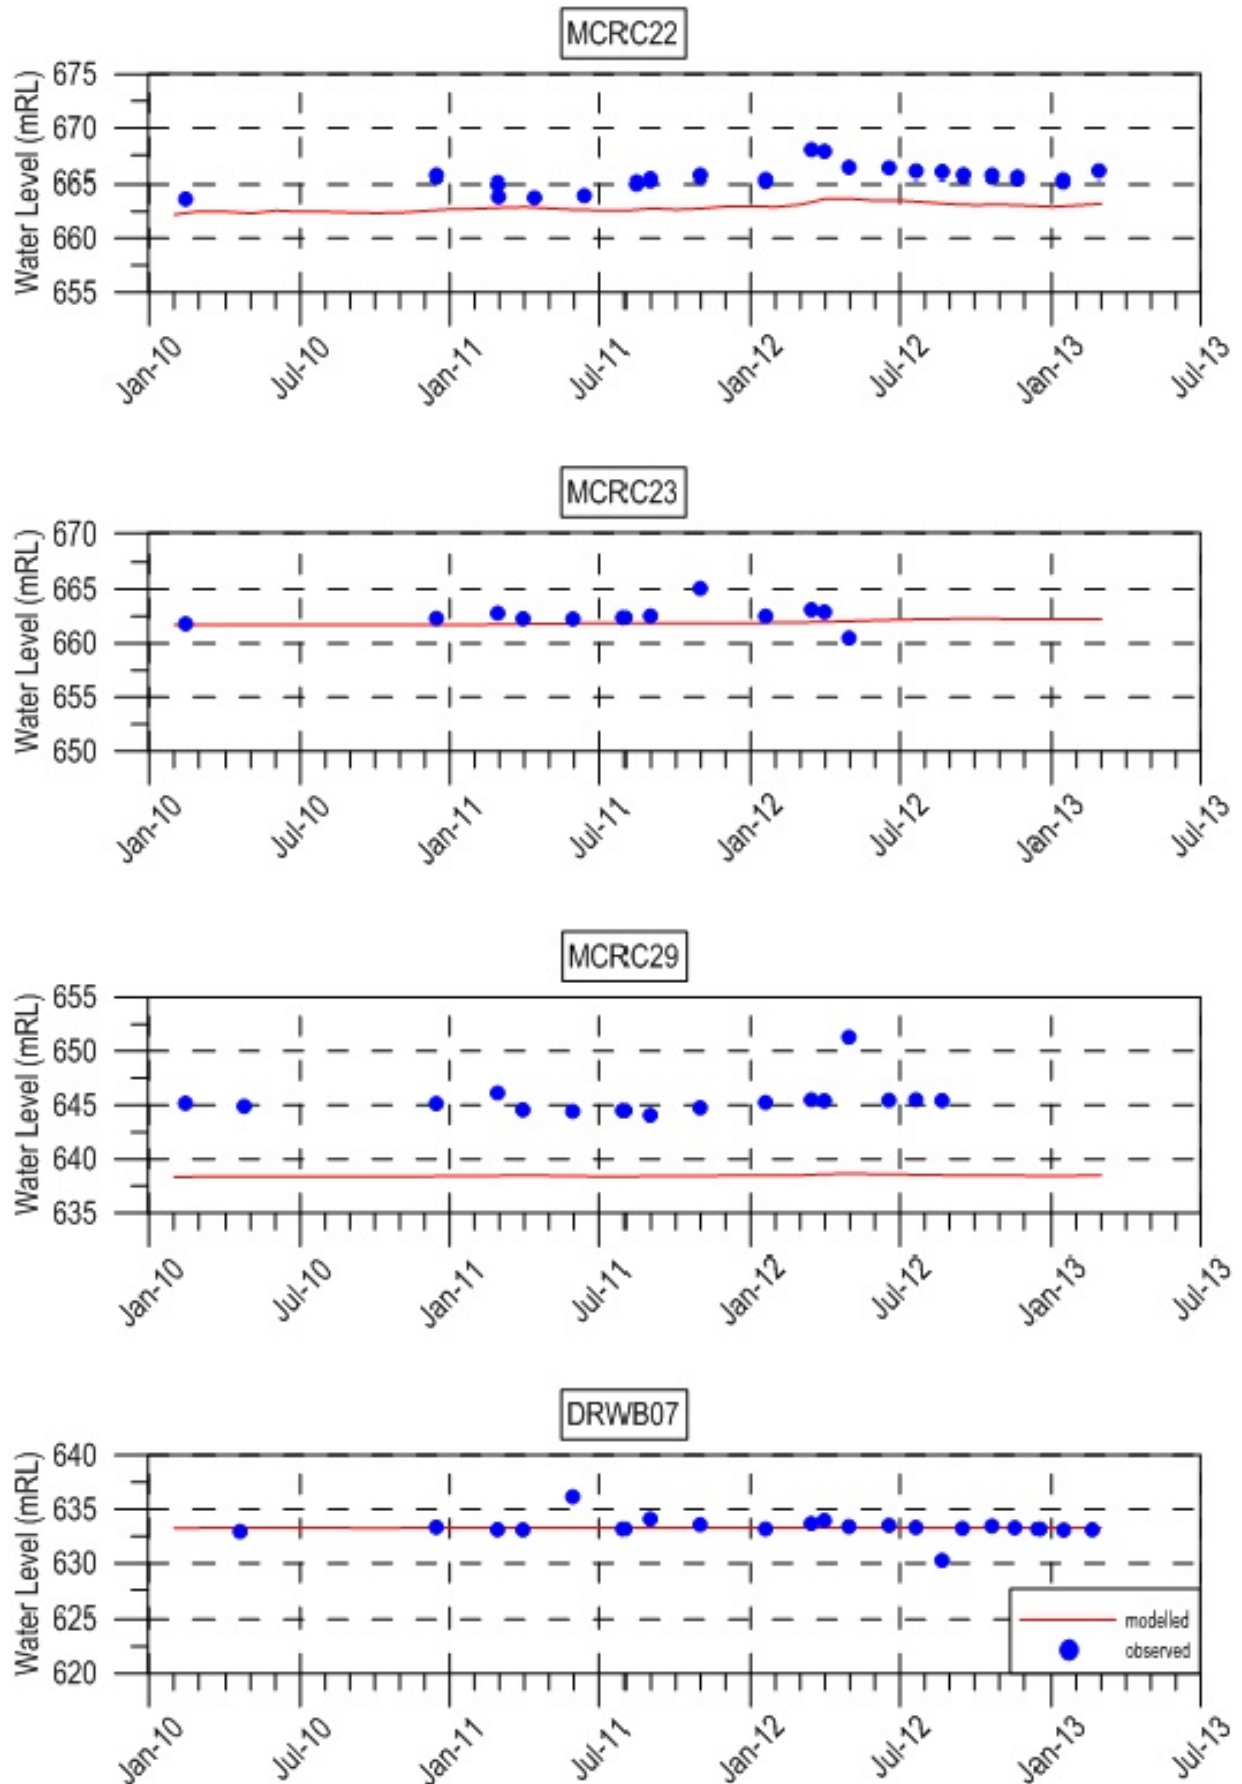 MCRC22
Water Level (mRL)
675
670
665
660
655
Jan-10 Jul-10 Jan-11 Jul-11 Jan-12 Jul-12 Jan-13 Jul-13
MCRC23
Water Level (mRL)
670
665
660
655
650
Jan-10 Jul-10 Jan-11 Jul-11 Jan-12 Jul-12 Jan-13 Jul-13
MCRC29
Water Level (mRL)
655
650
645
640
635
Jan-10 Jul-10 Jan-11 Jul-11 Jan-12 Jul-12 Jan-13 Jul-13
DRWB07
Water Level (mRL)
640
635
630
625
620
modelled
observed
Jan-10 Jul-10 Jan-11 Jul-11 Jan-12 Jul-12 Jan-13 Jul-13